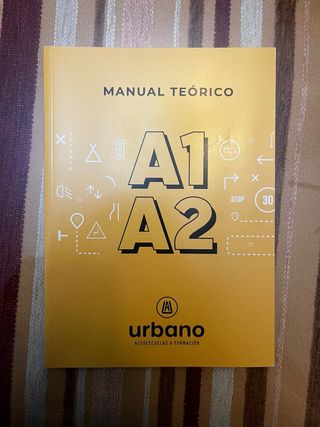 MANUAL TEÓRICO
A1
A2
STOP
30
urbano
AUTOESCUELAS & FORMACIÓN